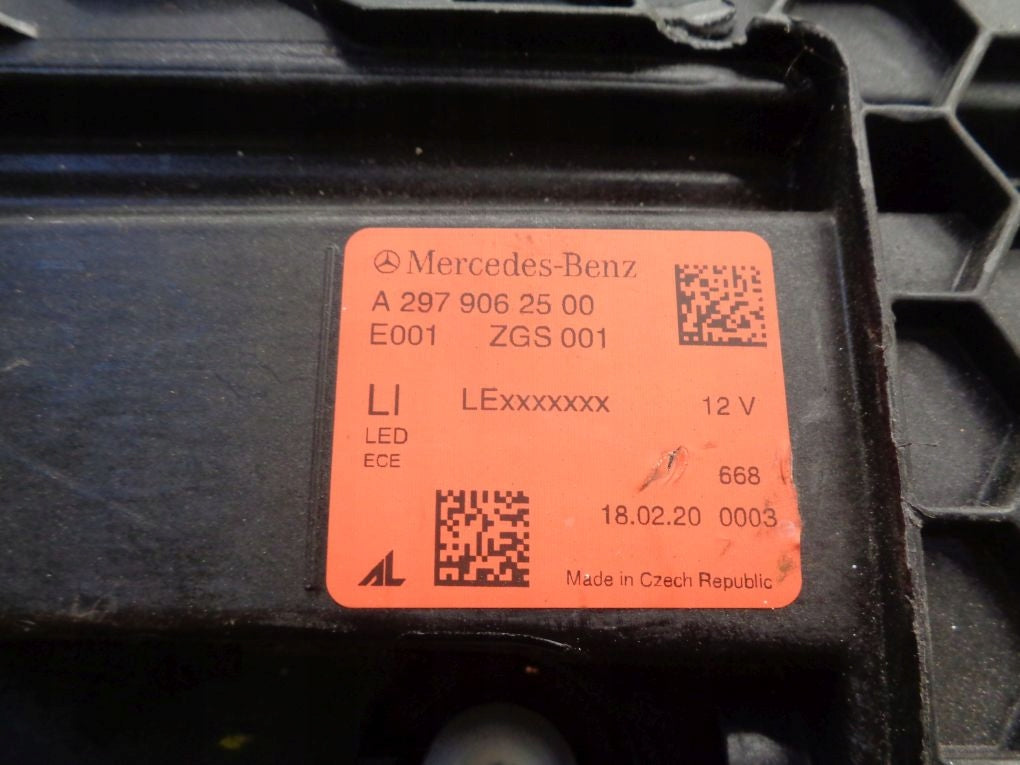 Mercedes-Benz
A 297 906 25 00
E001 ZGS 001
LI LExxxxxxx 12 V
LED
ECE
668
18.02.20 0003
AL Made in Czech Republic